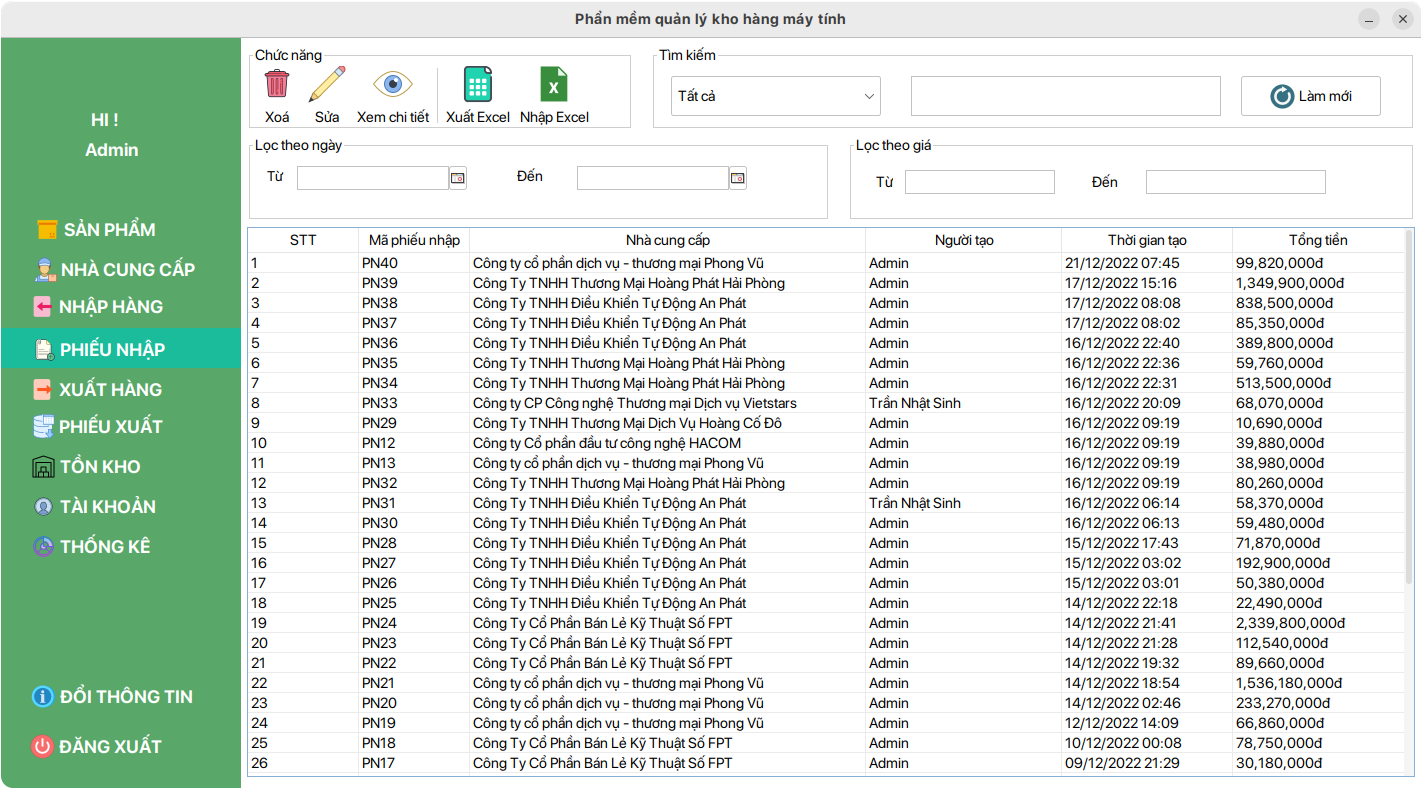 Phần mềm quản lý kho hàng máy tính
HI !
Admin
SẢN PHẨM
NHÀ CUNG CẤP
NHẬP HÀNG
PHIẾU NHẬP
XUẤT HÀNG
PHIẾU XUẤT
TỒN KHO
TÀI KHOẢN
THỐNG KÊ
ĐỔI THÔNG TIN
ĐĂNG XUẤT
Chức năng
Xoá Sửa Xem chi tiết Xuất Excel Nhập Excel
Tìm kiếm
Tất cả Làm mới
Lọc theo ngày
Từ Đến
Lọc theo giá
Từ Đến
STT Mã phiếu nhập Nhà cung cấp Người tạo Thời gian tạo Tổng tiền
1 PN40 Công ty cổ phần dịch vụ - thương mại Phong Vũ Admin 21/12/2022 07:45 99,820,000đ
2 PN39 Công Ty TNHH Thương Mại Hoàng Phát Hải Phòng Admin 17/12/2022 15:16 1,349,900,000đ
3 PN38 Công Ty TNHH Điều Khiển Tự Động An Phát Admin 17/12/2022 08:08 838,500,000đ
4 PN37 Công Ty TNHH Điều Khiển Tự Động An Phát Admin 17/12/2022 08:02 85,350,000đ
5 PN36 Công Ty TNHH Điều Khiển Tự Động An Phát Admin 16/12/2022 22:40 389,800,000đ
6 PN35 Công Ty TNHH Thương Mại Hoàng Phát Hải Phòng Admin 16/12/2022 22:36 59,760,000đ
7 PN34 Công Ty TNHH Thương Mại Hoàng Phát Hải Phòng Admin 16/12/2022 22:31 513,500,000đ
8 PN33 Công ty CP Công nghệ Thương mại Dịch vụ Vietstars Trần Nhật Sinh 16/12/2022 20:09 68,070,000đ
9 PN29 Công Ty TNHH Thương Mại Dịch Vụ Hoàng Cố Đô Admin 16/12/2022 09:19 10,690,000đ
10 PN12 Công ty Cổ phần đầu tư công nghệ HACOM Admin 16/12/2022 09:19 39,880,000đ
11 PN13 Công ty cổ phần dịch vụ - thương mại Phong Vũ Admin 16/12/2022 09:19 38,980,000đ
12 PN32 Công Ty TNHH Thương Mại Hoàng Phát Hải Phòng Admin 16/12/2022 09:19 80,260,000đ
13 PN31 Công Ty TNHH Điều Khiển Tự Động An Phát Trần Nhật Sinh 16/12/2022 06:14 58,370,000đ
14 PN30 Công Ty TNHH Điều Khiển Tự Động An Phát Admin 16/12/2022 06:13 59,480,000đ
15 PN28 Công Ty TNHH Điều Khiển Tự Động An Phát Admin 15/12/2022 17:43 71,870,000đ
16 PN27 Công Ty TNHH Điều Khiển Tự Động An Phát Admin 15/12/2022 03:02 192,900,000đ
17 PN26 Công Ty TNHH Điều Khiển Tự Động An Phát Admin 15/12/2022 03:01 50,380,000đ
18 PN25 Công Ty TNHH Điều Khiển Tự Động An Phát Admin 14/12/2022 22:18 22,490,000đ
19 PN24 Công Ty Cổ Phần Bán Lẻ Kỹ Thuật Số FPT Admin 14/12/2022 21:41 2,339,800,000đ
20 PN23 Công Ty Cổ Phần Bán Lẻ Kỹ Thuật Số FPT Admin 14/12/2022 21:28 112,540,000đ
21 PN22 Công Ty Cổ Phần Bán Lẻ Kỹ Thuật Số FPT Admin 14/12/2022 19:32 89,660,000đ
22 PN21 Công ty cổ phần dịch vụ - thương mại Phong Vũ Admin 14/12/2022 18:54 1,536,180,000đ
23 PN20 Công ty cổ phần dịch vụ - thương mại Phong Vũ Admin 14/12/2022 02:46 233,270,000đ
24 PN19 Công ty cổ phần dịch vụ - thương mại Phong Vũ Admin 12/12/2022 14:09 66,860,000đ
25 PN18 Công Ty Cổ Phần Bán Lẻ Kỹ Thuật Số FPT Admin 10/12/2022 00:08 78,750,000đ
26 PN17 Công Ty Cổ Phần Bán Lẻ Kỹ Thuật Số FPT Admin 09/12/2022 21:29 30,180,000đ